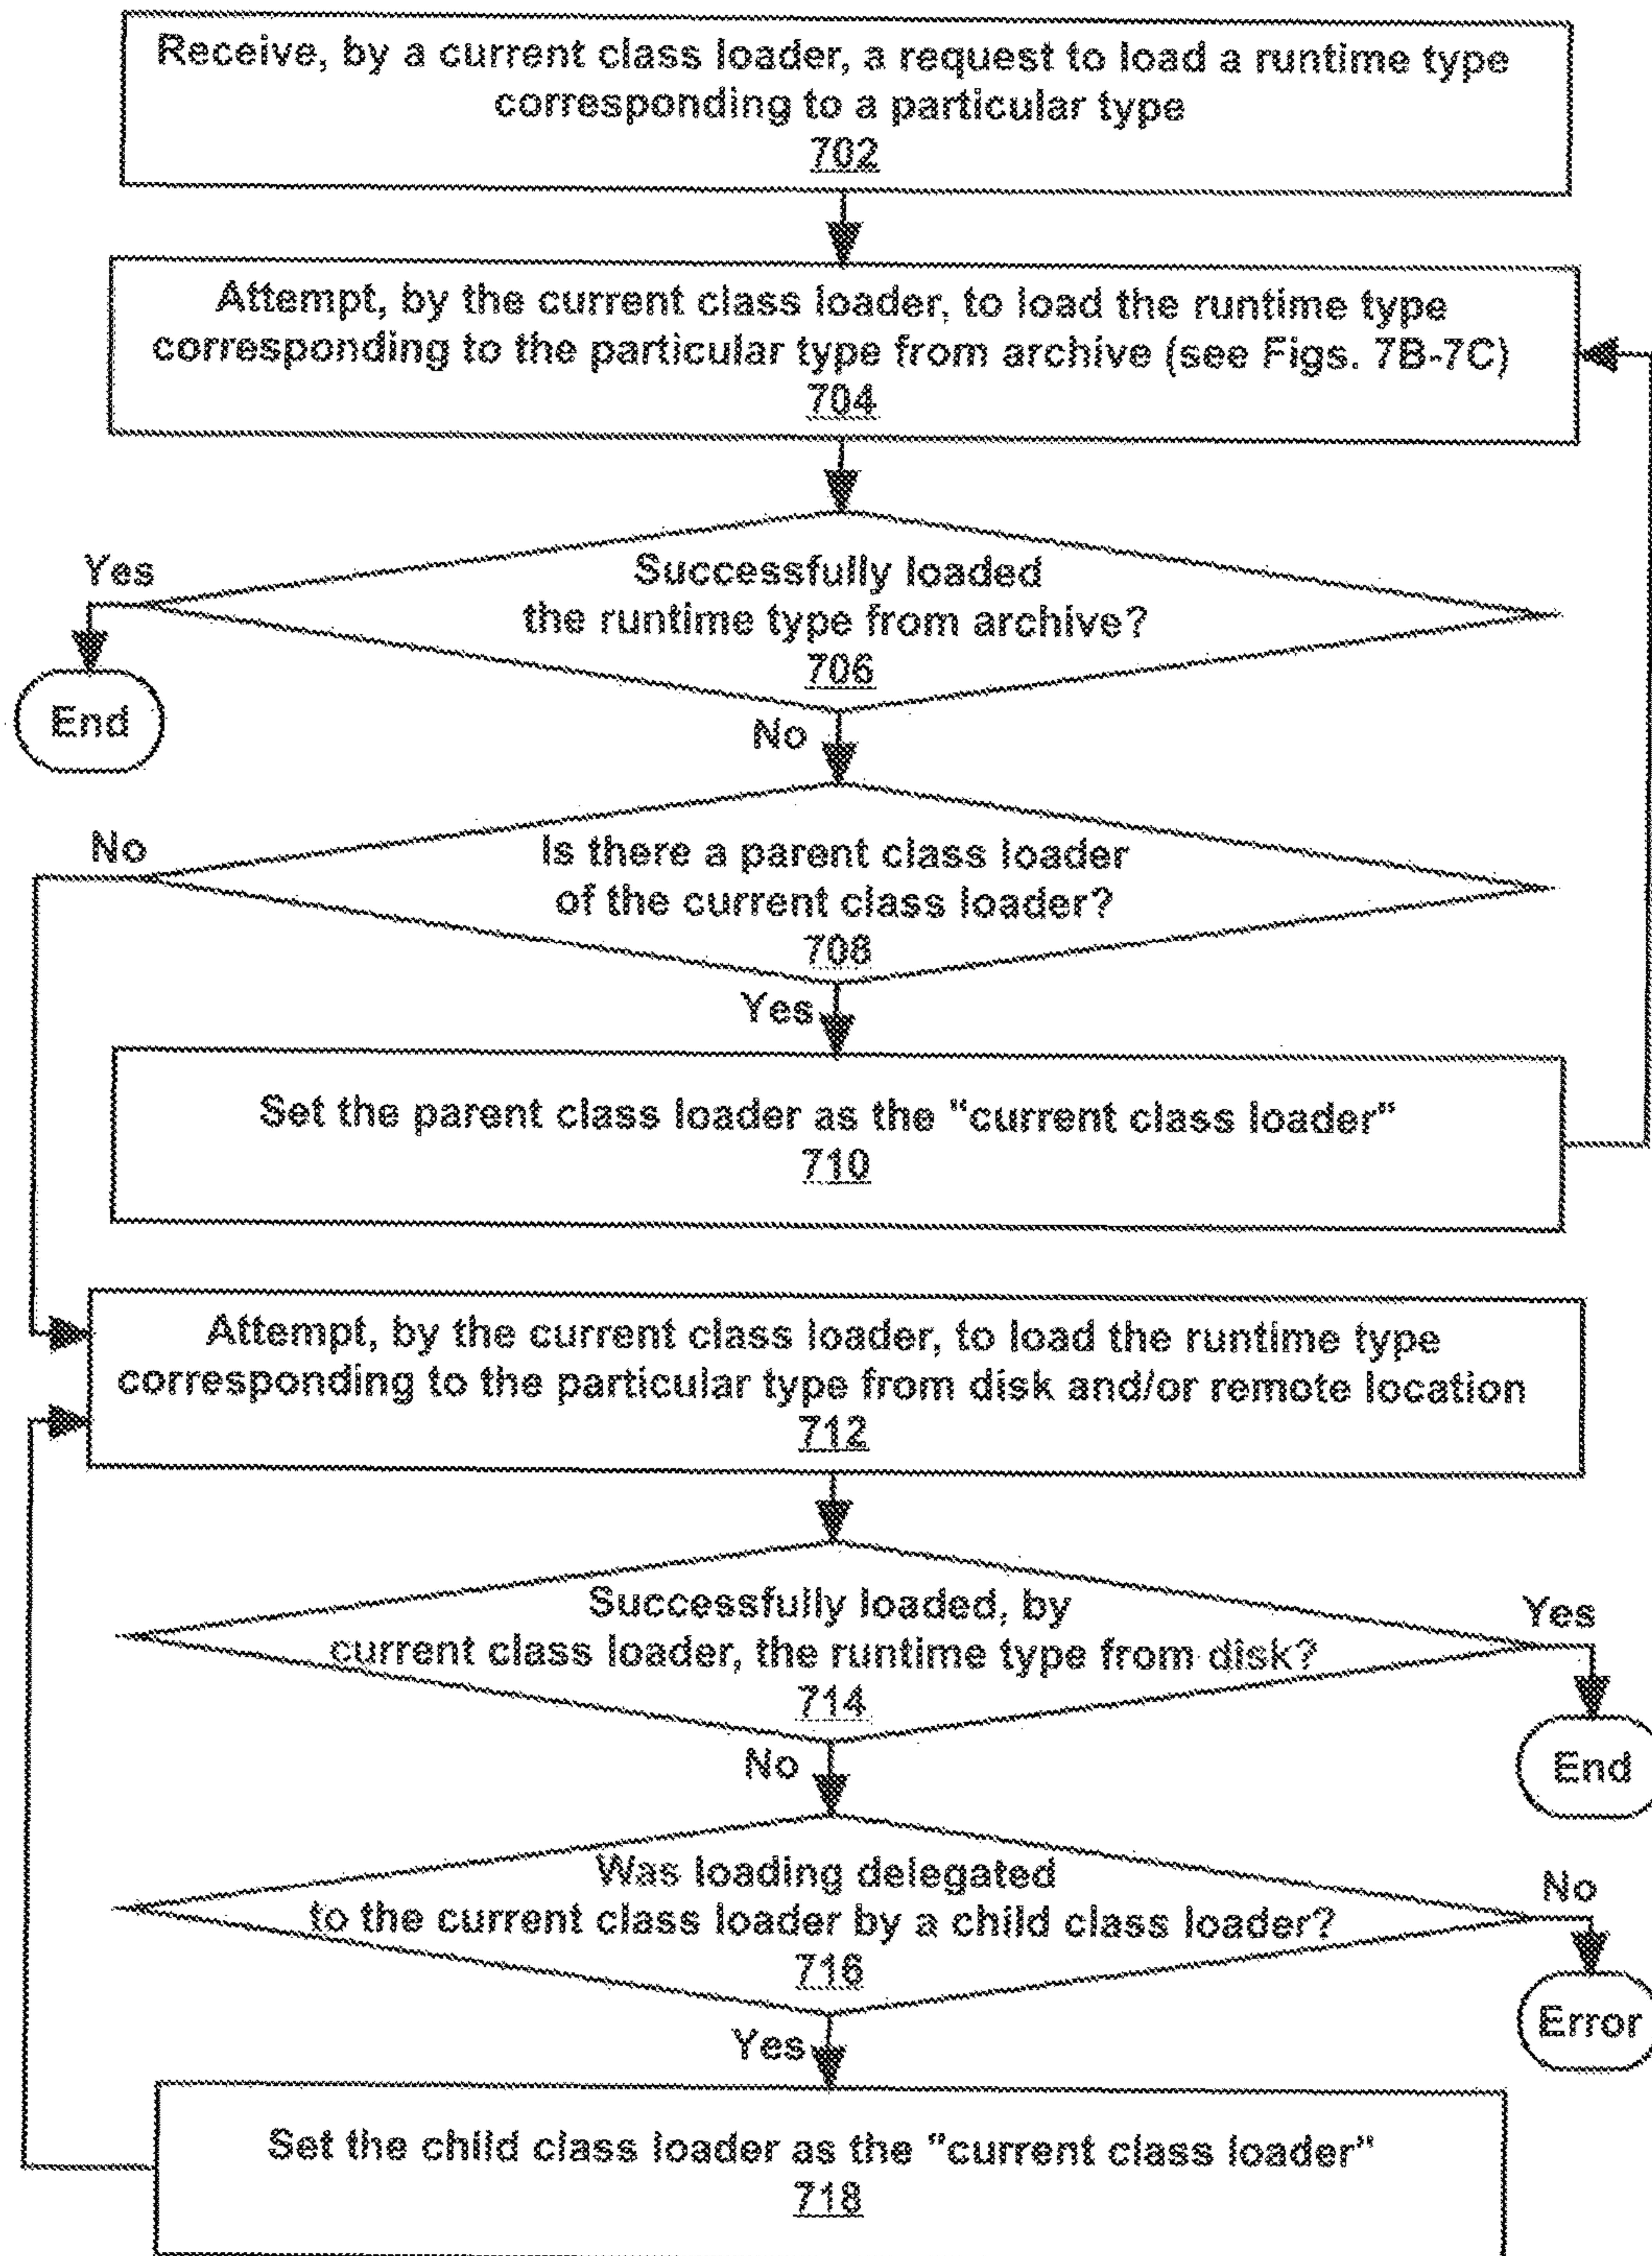 Receive, by a current class loader, a request to load a runtime type
corresponding to a particular type
702
Attempt, by the current class loader, to load the runtime type
corresponding to the particular type from archive (see Figs. 7B-7C)
704
Successfully loaded
the runtime type from archive?
706
Yes
End
No
Is there a parent class loader
of the current class loader?
708
No
Yes
Set the parent class loader as the "current class loader"
710
Attempt, by the current class loader, to load the runtime type
corresponding to the particular type from disk and/or remote location
712
Successfully loaded, by
current class loader, the runtime type from disk?
714
Yes
End
No
Was loading delegated
to the current class loader by a child class loader?
716
No
Error
Yes
Set the child class loader as the "current class loader"
718